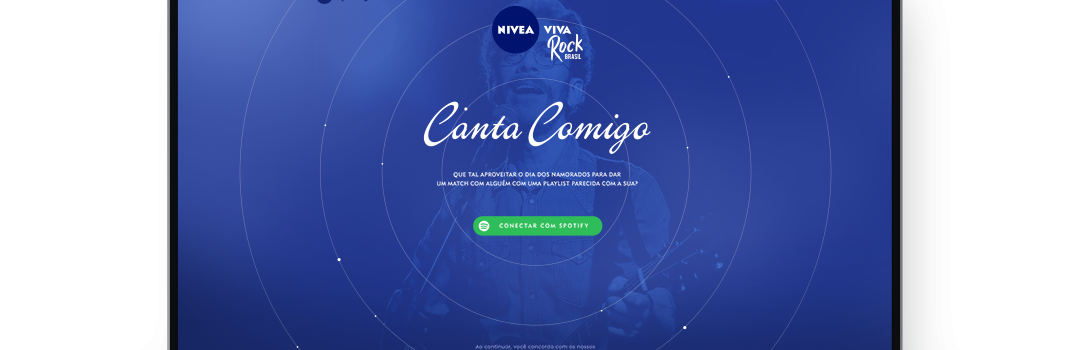 NIVEA VIVA
Rock
BRASIL
Canta Comigo
QUE TAL APROVEITAR O DIA DOS NAMORADOS PARA DAR
UM MATCH COM ALGUÉM COM UMA PLAYLIST PARECIDA COM A SUA?
CONECTAR COM SPOTIFY
Ao continuar, você concorda com os nossos